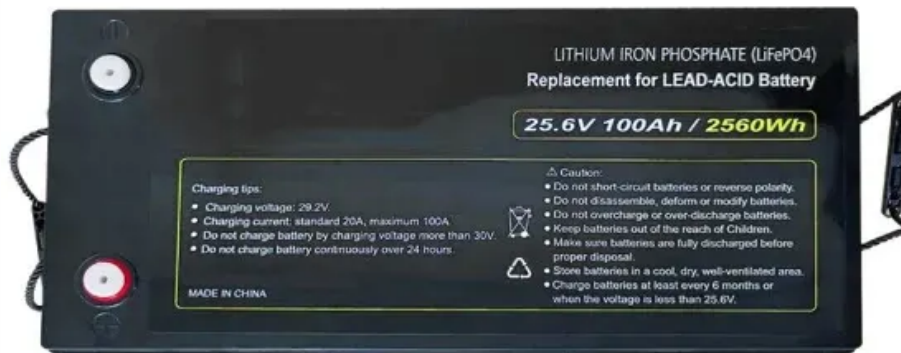 LITHIUM IRON PHOSPHATE (LiFePO4)
Replacement for LEAD-ACID Battery
25.6V 100Ah / 2560Wh
Charging tips:
• Charging voltage: 29.2V.
• Charging current: standard 20A, maximum 100A
• Do not charge battery by charging voltage more than 30V.
• Do not charge battery continuously over 24 hours.
MADE IN CHINA
⚠ Caution:
• Do not short-circuit batteries or reverse polarity.
• Do not disassemble, deform or modify batteries.
• Do not overcharge or over-discharge batteries.
• Keep batteries out of the reach of Children.
• Make sure batteries are fully discharged before
proper disposal.
• Store batteries in a cool, dry, well-ventilated area.
• Charge batteries at least every 6 months or
when the voltage is less than 25.6V.